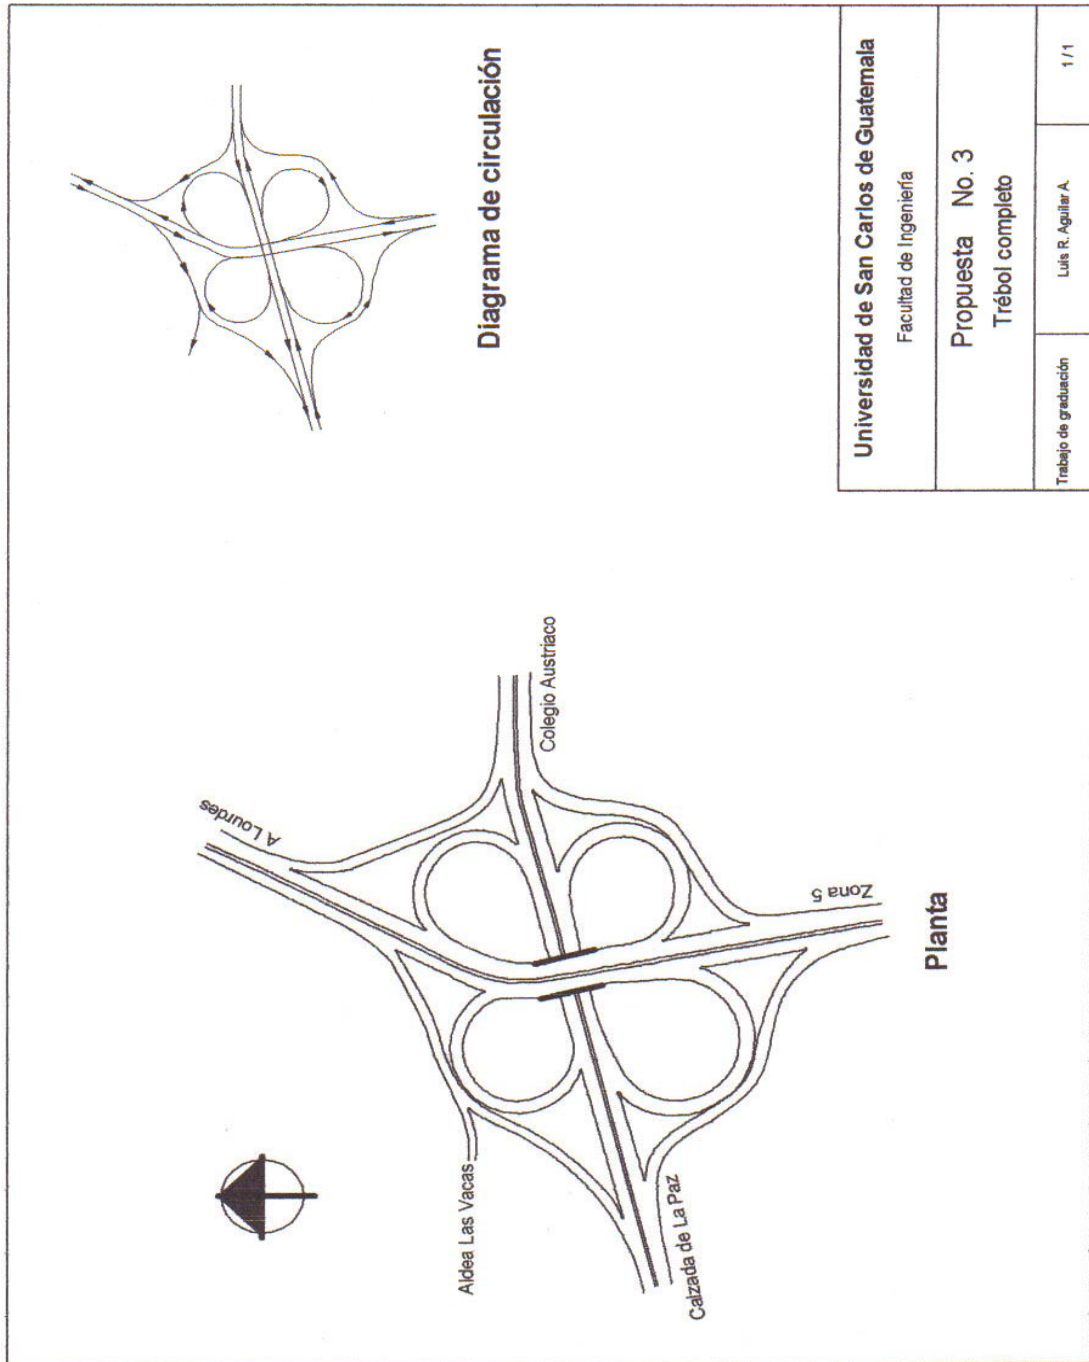 Diagrama de circulación
A Lourdes
Colegio Austriaco
Aldea Las Vacas
Calzada de La Paz
Zona 5
Planta
Universidad de San Carlos de Guatemala
Facultad de Ingeniería
Propuesta No. 3
Trébol completo
Trabajo de graduación
Luis R. Aguilar A.
1 / 1